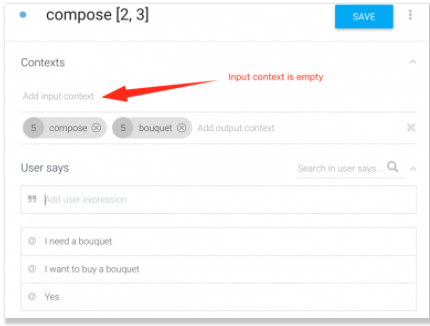 compose [2, 3]
SAVE
Contexts
Input context is empty
Add input context
5 compose 5 bouquet Add output context
User says
Search in user says...
Add user expression
@ I need a bouquet
@ I want to buy a bouquet
@ Yes